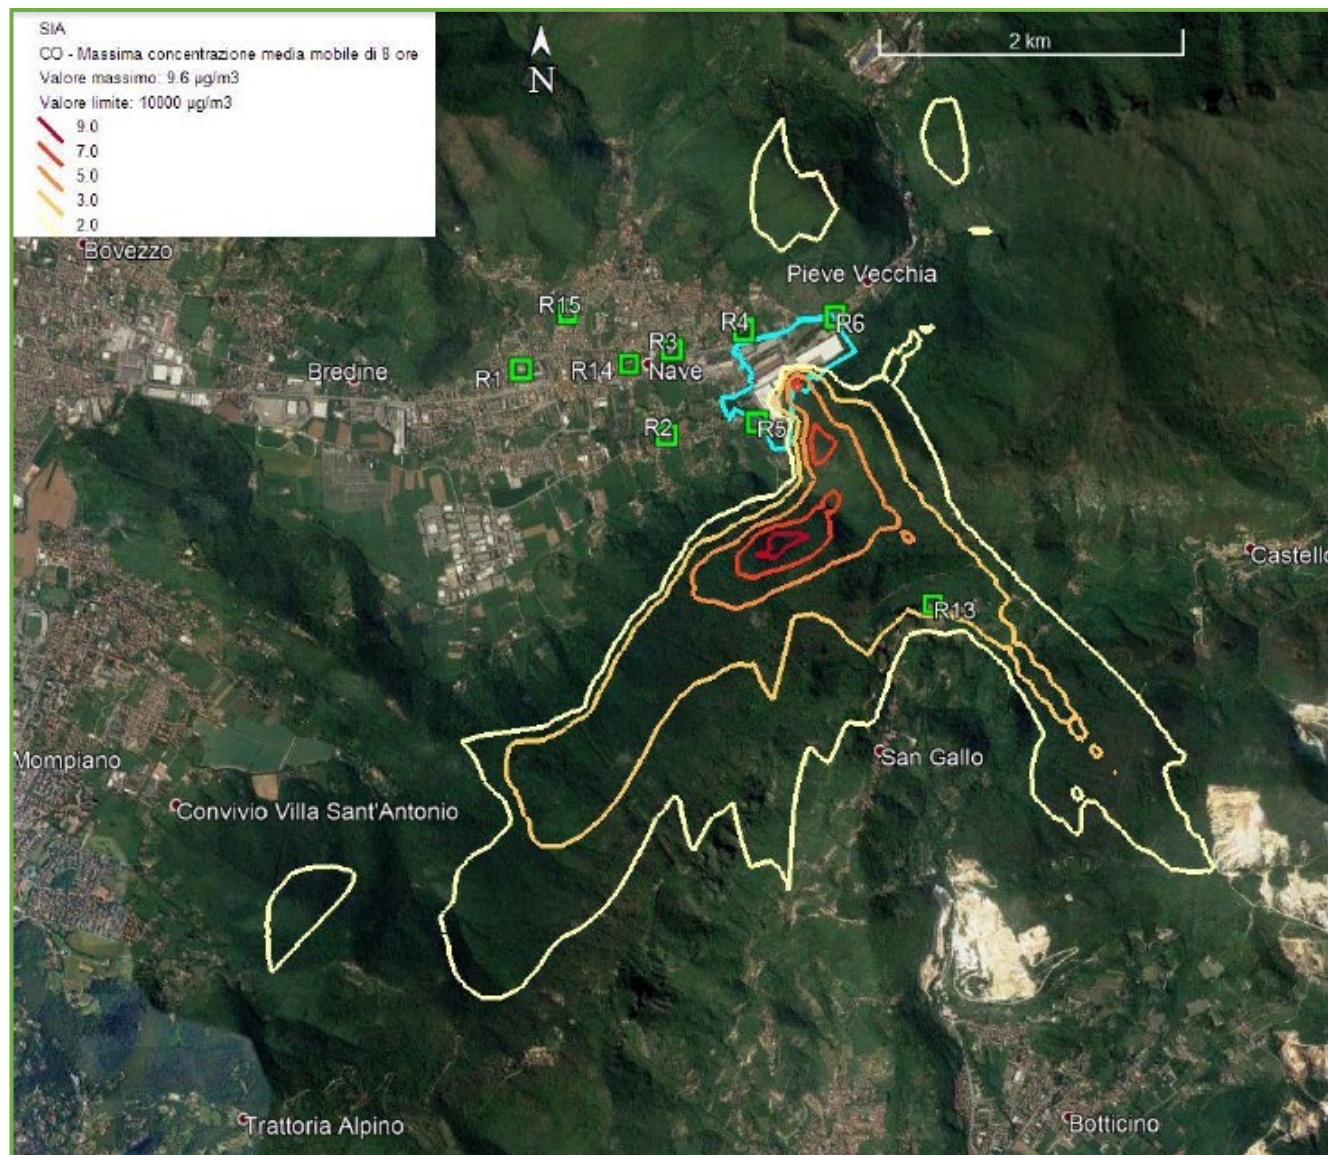 SIA
CO - Massima concentrazione media mobile di 8 ore
Valore massimo: 9.6 µg/m3
Valore limite: 10000 µg/m3
9.0
7.0
5.0
3.0
2.0
N
2 km
Bovezzo
Pieve Vecchia
R15
R4
R6
R3
Bredine
R1
R14
Nave
R2
R5
Castello
R13
Mompiano
San Gallo
Convivio Villa Sant'Antonio
Trattoria Alpino
Botticino